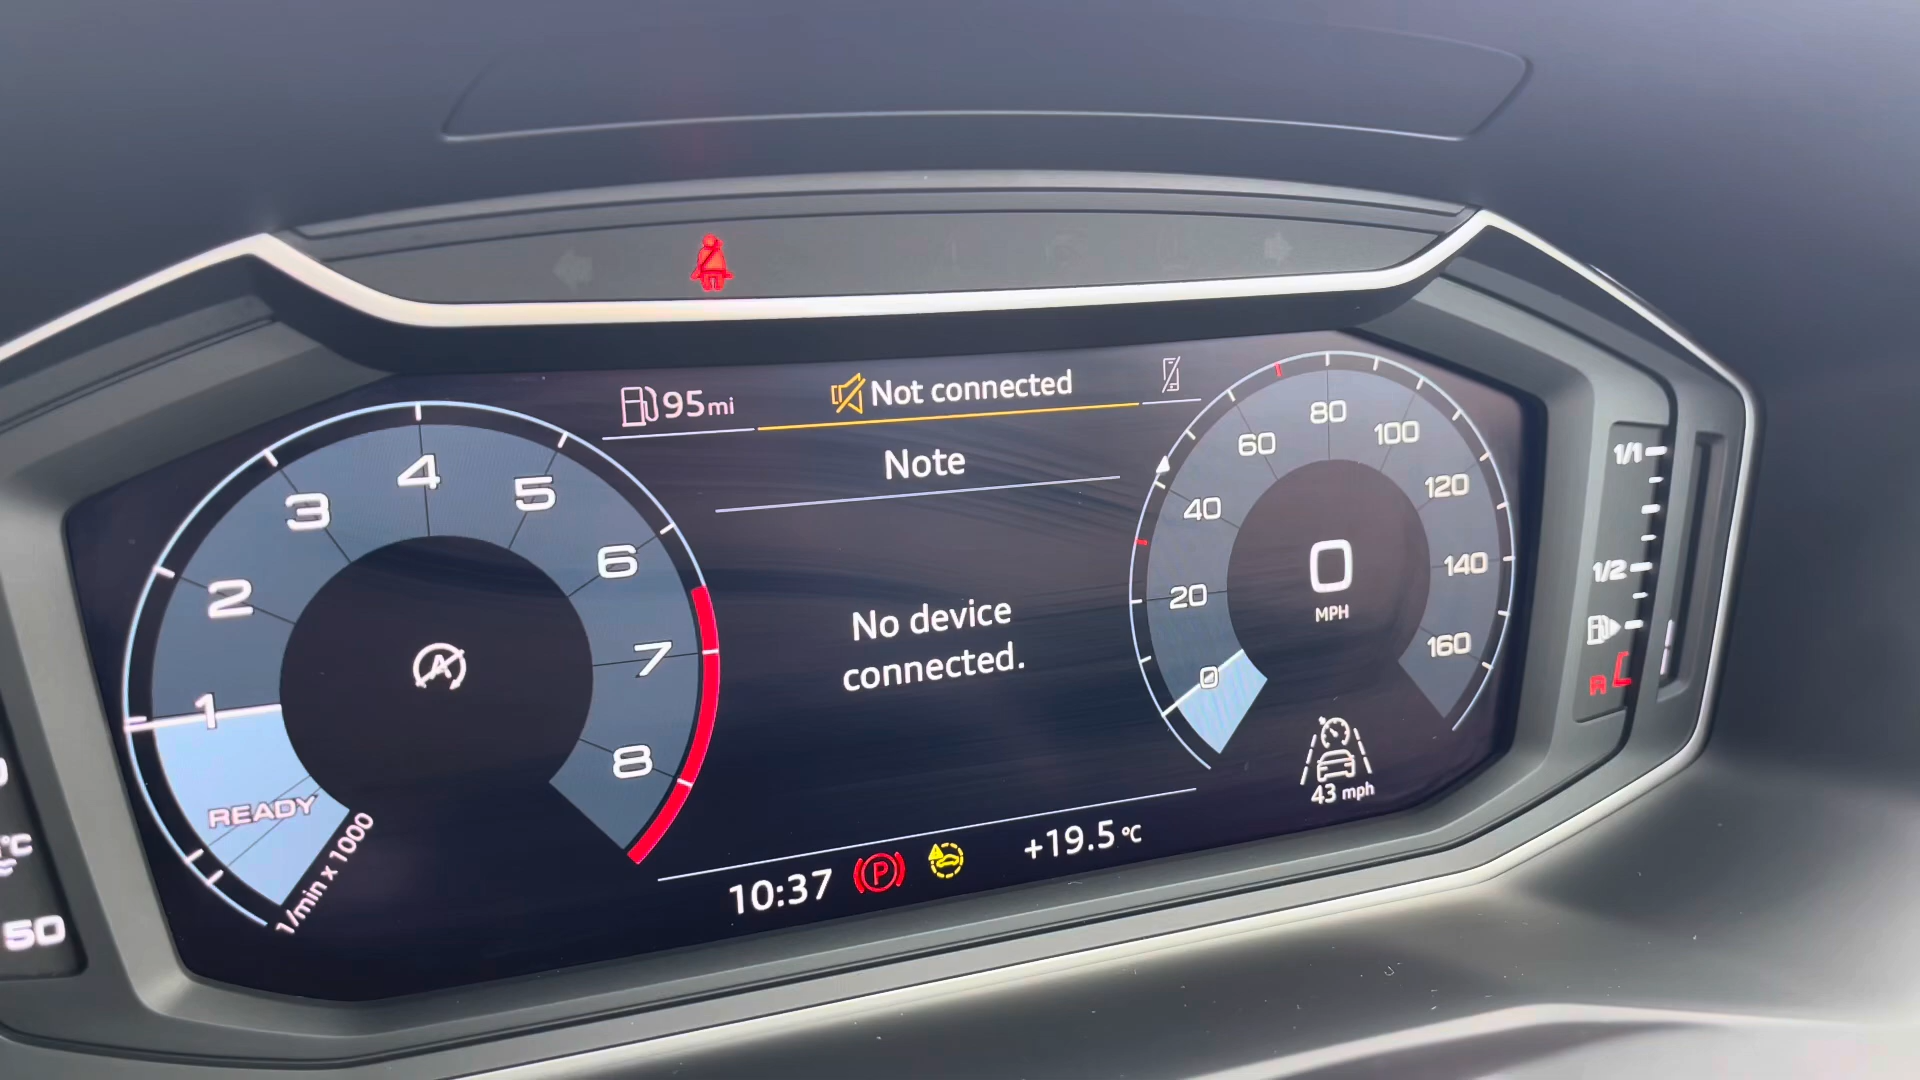 95 mi
Not connected
Note
No device
connected.
1
2
3
4
5
6
7
8
A
READY
1/min x 1000
0
20
40
60
80
100
120
140
160
0
MPH
43 mph
10:37
P
+19.5 °C
1/1
1/2
R
°C
50